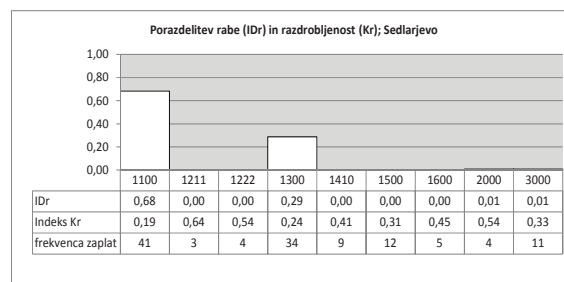 Porazdelitev rabe (IDr) in razdrobljenost (Kr); Sedlarjevo
1,00
0,80
0,60
0,40
0,20
0,00
1100 1211 1222 1300 1410 1500 1600 2000 3000
IDr 0,68 0,00 0,00 0,29 0,00 0,00 0,00 0,01 0,01
Indeks Kr 0,19 0,64 0,54 0,24 0,41 0,31 0,45 0,54 0,33
frekvenca zaplat 41 3 4 34 9 12 5 4 11